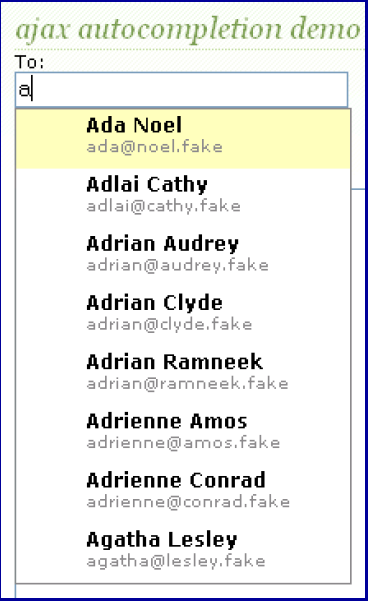 ajax autocompletion demo
To:
a
Ada Noel
ada@noel.fake
Adlai Cathy
adlai@cathy.fake
Adrian Audrey
adrian@audrey.fake
Adrian Clyde
adrian@clyde.fake
Adrian Ramneek
adrian@ramneek.fake
Adrienne Amos
adrienne@amos.fake
Adrienne Conrad
adrienne@conrad.fake
Agatha Lesley
agatha@lesley.fake